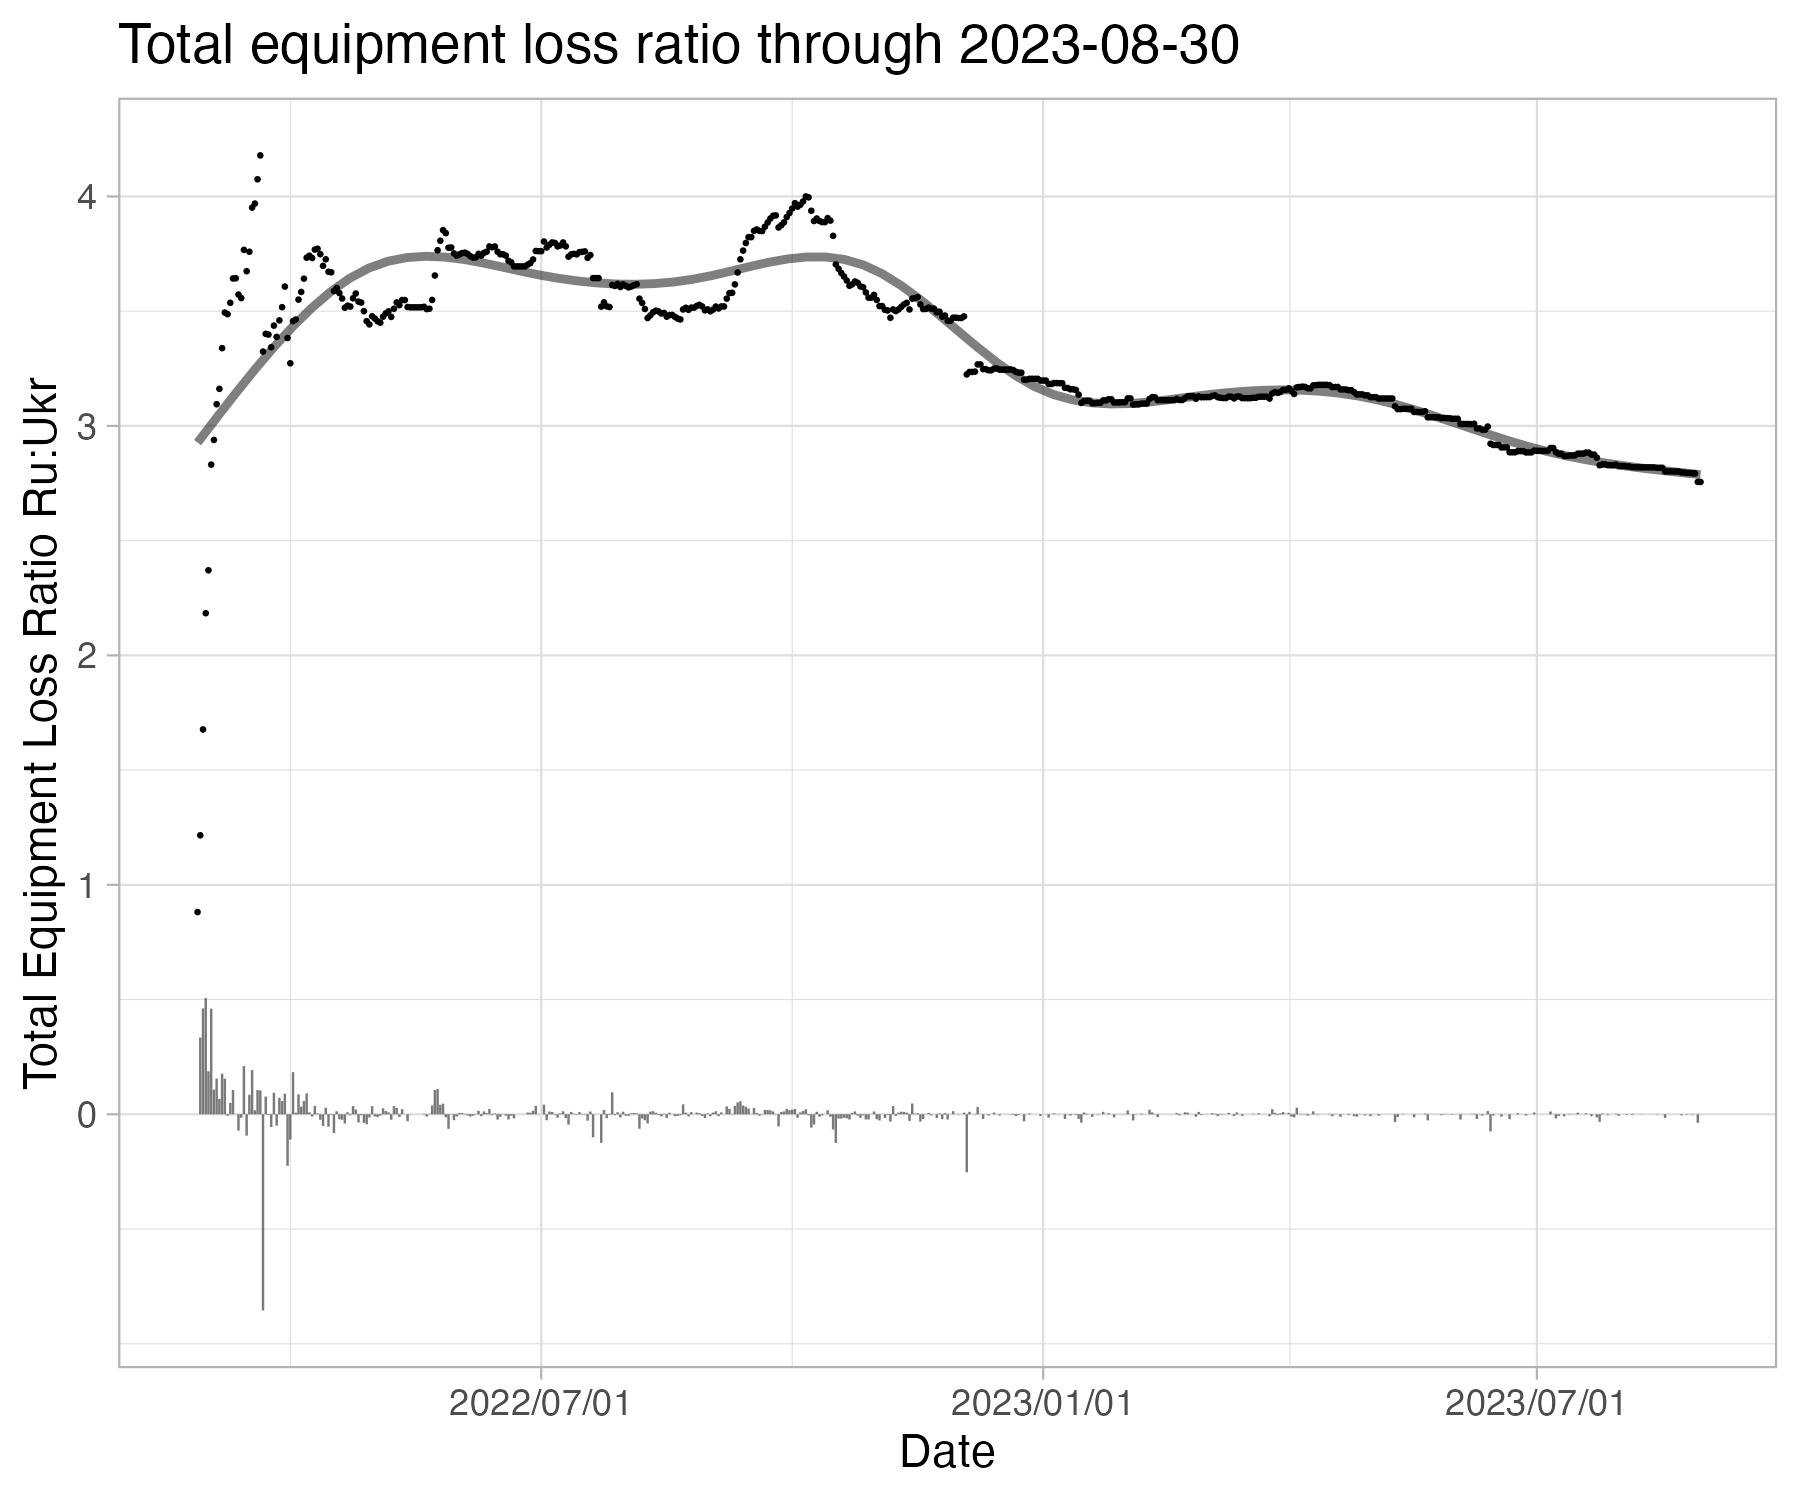 Total equipment loss ratio through 2023-08-30
Total Equipment Loss Ratio Ru:Ukr
4
3
2
1
0
2022/07/01
2023/01/01
2023/07/01
Date